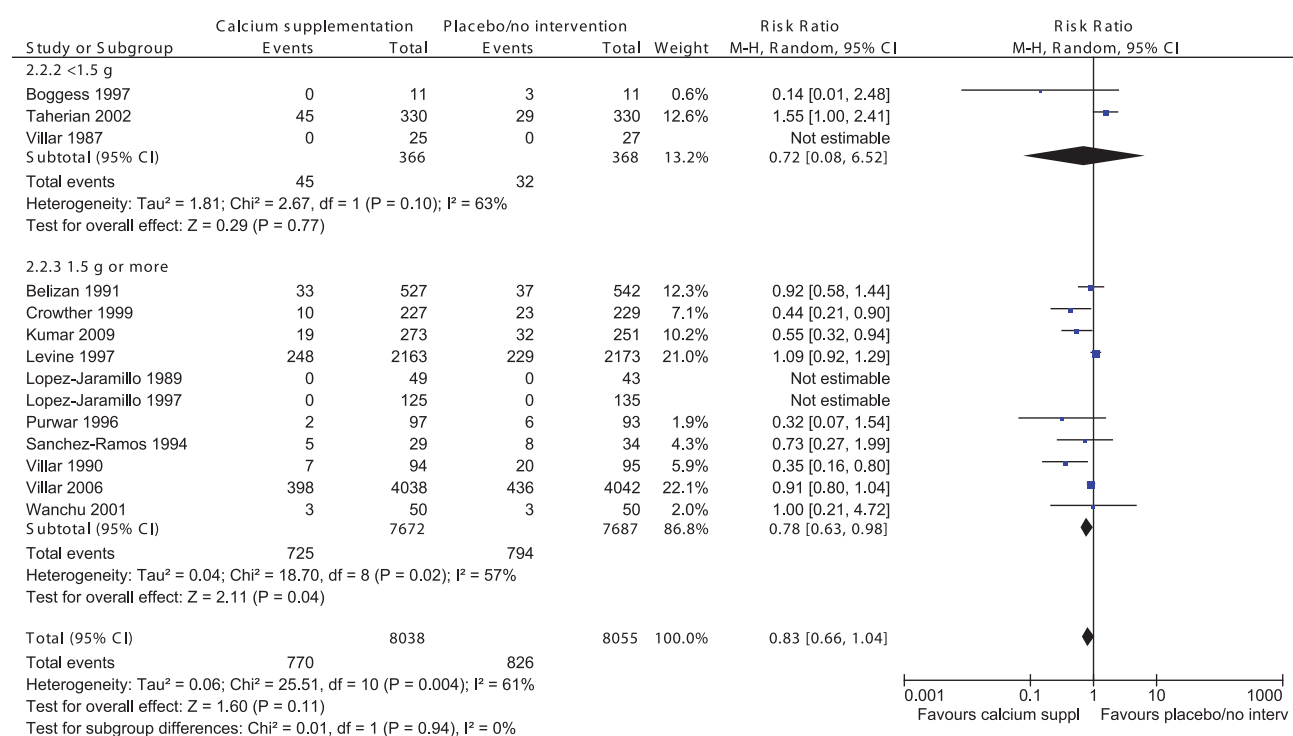 Calcium supplementation Placebo/no intervention Risk Ratio Risk Ratio
Study or Subgroup Events Total Events Total Weight M-H, Random, 95% CI M-H, Random, 95% CI
2.2.2 <1.5 g
Boggess 1997 0 11 3 11 0.6% 0.14 [0.01, 2.48]
Taherian 2002 45 330 29 330 12.6% 1.55 [1.00, 2.41]
Villar 1987 0 25 0 27 Not estimable
Subtotal (95% CI) 366 368 13.2% 0.72 [0.08, 6.52]
Total events 45 32
Heterogeneity: Tau² = 1.81; Chi² = 2.67, df = 1 (P = 0.10); I² = 63%
Test for overall effect: Z = 0.29 (P = 0.77)
2.2.3 1.5 g or more
Belizan 1991 33 527 37 542 12.3% 0.92 [0.58, 1.44]
Crowther 1999 10 227 23 229 7.1% 0.44 [0.21, 0.90]
Kumar 2009 19 273 32 251 10.2% 0.55 [0.32, 0.94]
Levine 1997 248 2163 229 2173 21.0% 1.09 [0.92, 1.29]
Lopez-Jaramillo 1989 0 49 0 43 Not estimable
Lopez-Jaramillo 1997 0 125 0 135 Not estimable
Purwar 1996 2 97 6 93 1.9% 0.32 [0.07, 1.54]
Sanchez-Ramos 1994 5 29 8 34 4.3% 0.73 [0.27, 1.99]
Villar 1990 7 94 20 95 5.9% 0.35 [0.16, 0.80]
Villar 2006 398 4038 436 4042 22.1% 0.91 [0.80, 1.04]
Wanchu 2001 3 50 3 50 2.0% 1.00 [0.21, 4.72]
Subtotal (95% CI) 7672 7687 86.8% 0.78 [0.63, 0.98]
Total events 725 794
Heterogeneity: Tau² = 0.04; Chi² = 18.70, df = 8 (P = 0.02); I² = 57%
Test for overall effect: Z = 2.11 (P = 0.04)
Total (95% CI) 8038 8055 100.0% 0.83 [0.66, 1.04]
Total events 770 826
Heterogeneity: Tau² = 0.06; Chi² = 25.51, df = 10 (P = 0.004); I² = 61%
Test for overall effect: Z = 1.60 (P = 0.11)
Test for subgroup differences: Chi² = 0.01, df = 1 (P = 0.94), I² = 0%
0.001 0.1 1 10 1000
Favours calcium suppl Favours placebo/no interv